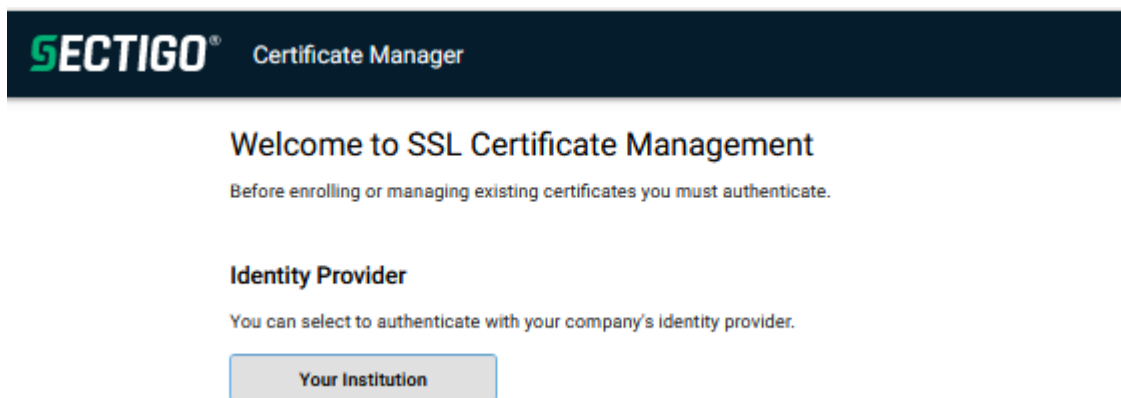 SECTIGO® Certificate Manager
Welcome to SSL Certificate Management
Before enrolling or managing existing certificates you must authenticate.
Identity Provider
You can select to authenticate with your company's identity provider.
Your Institution